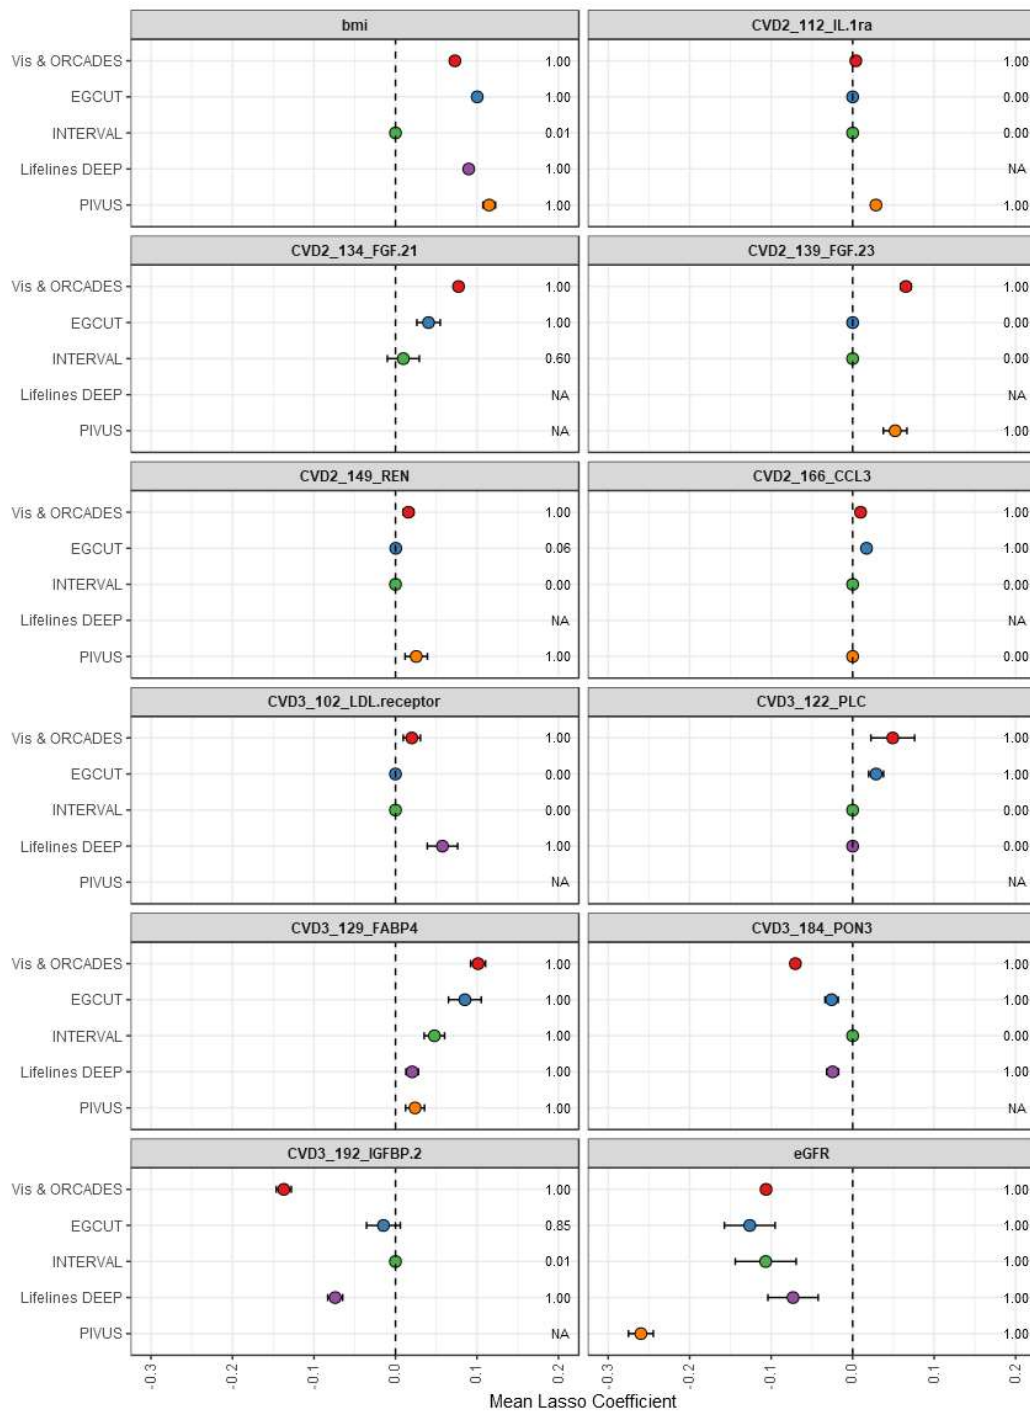 bmi
CVD2_112_IL.1ra
Vis & ORCADES 1.00 1.00
EGCUT 1.00 0.00
INTERVAL 0.01 0.00
Lifelines DEEP 1.00 NA
PIVUS 1.00 1.00
CVD2_134_FGF.21
CVD2_139_FGF.23
Vis & ORCADES 1.00 1.00
EGCUT 1.00 0.00
INTERVAL 0.60 0.00
Lifelines DEEP NA NA
PIVUS NA 1.00
CVD2_149_REN
CVD2_166_CCL3
Vis & ORCADES 1.00 1.00
EGCUT 0.06 1.00
INTERVAL 0.00 0.00
Lifelines DEEP NA NA
PIVUS 1.00 0.00
CVD3_102_LDL.receptor
CVD3_122_PLC
Vis & ORCADES 1.00 1.00
EGCUT 0.00 1.00
INTERVAL 0.00 0.00
Lifelines DEEP 1.00 0.00
PIVUS NA NA
CVD3_129_FABP4
CVD3_184_PON3
Vis & ORCADES 1.00 1.00
EGCUT 1.00 1.00
INTERVAL 1.00 0.00
Lifelines DEEP 1.00 1.00
PIVUS 1.00 NA
CVD3_192_IGFBP.2
eGFR
Vis & ORCADES 1.00 1.00
EGCUT 0.85 1.00
INTERVAL 0.01 1.00
Lifelines DEEP 1.00 1.00
PIVUS NA 1.00
-0.3 -0.2 -0.1 0.0 0.1 0.2 -0.3 -0.2 -0.1 0.0 0.1 0.2
Mean Lasso Coefficient